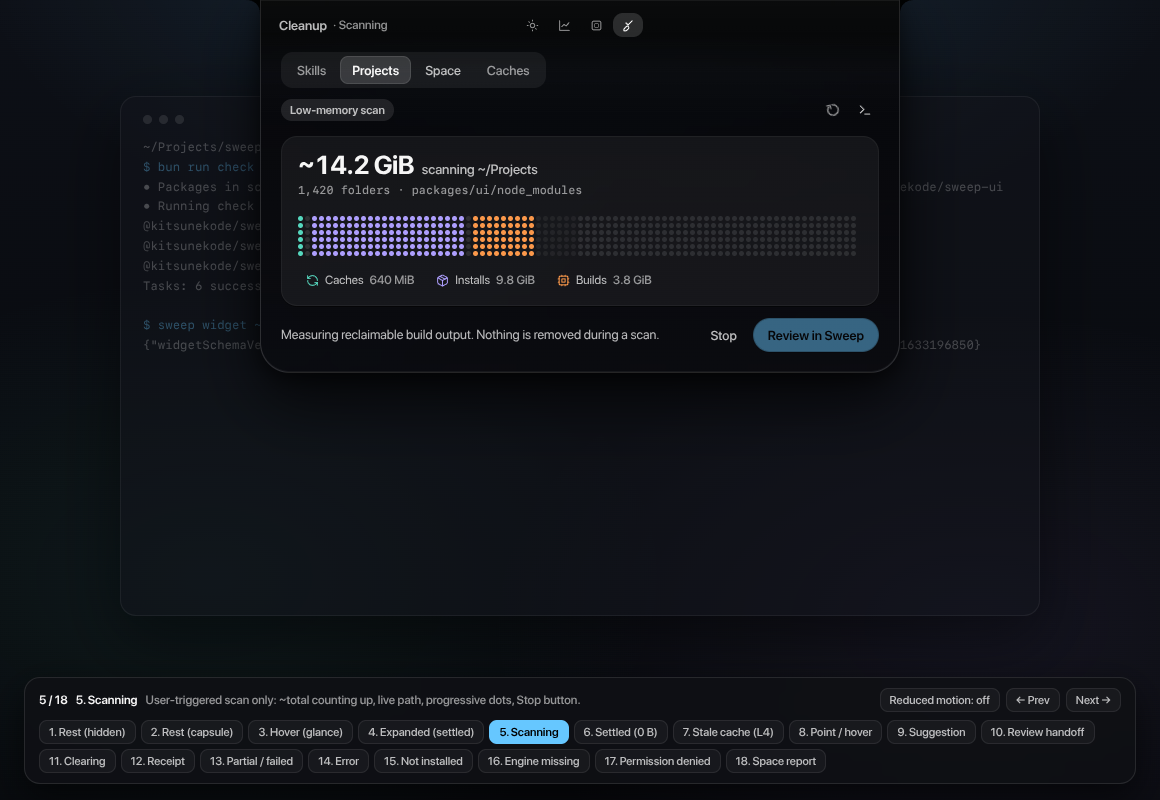 Cleanup · Scanning
Skills Projects Space Caches
Low-memory scan
~14.2 GiB scanning ~/Projects
1,420 folders · packages/ui/node_modules
Caches 640 MiB Installs 9.8 GiB Builds 3.8 GiB
Measuring reclaimable build output. Nothing is removed during a scan. Stop Review in Sweep
~/Projects/sweep
$ bun run check
• Packages in sc ekode/sweep-ui
• Running check
@kitsunekode/swe
@kitsunekode/swe
@kitsunekode/swe
Tasks: 6 success
$ sweep widget ~
{"widgetSchemaVe 1633196850}
5 / 18 5. Scanning User-triggered scan only: ~total counting up, live path, progressive dots, Stop button. Reduced motion: off ← Prev Next →
1. Rest (hidden) 2. Rest (capsule) 3. Hover (glance) 4. Expanded (settled) 5. Scanning 6. Settled (0 B) 7. Stale cache (L4) 8. Point / hover 9. Suggestion 10. Review handoff
11. Clearing 12. Receipt 13. Partial / failed 14. Error 15. Not installed 16. Engine missing 17. Permission denied 18. Space report